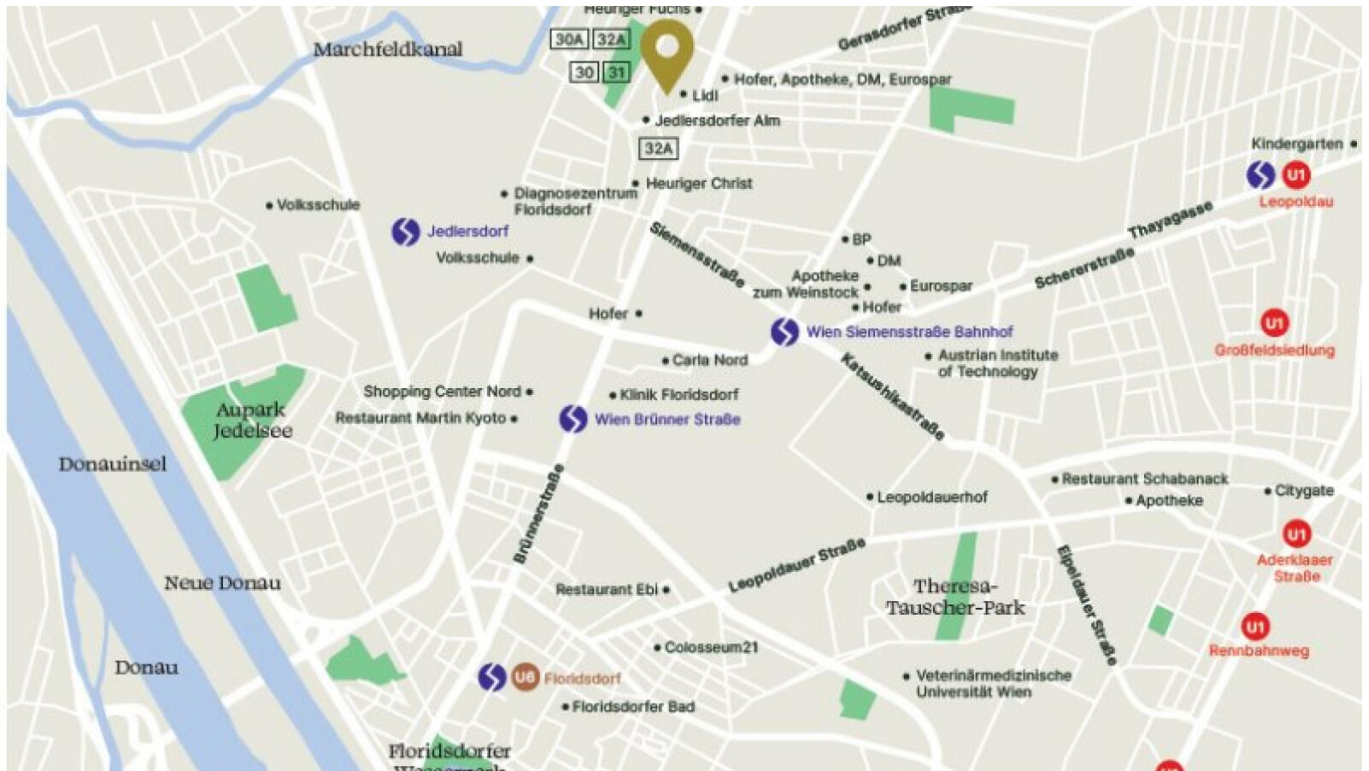 Heuriger Fuchs
Gerasdorfer Straße
Marchfeldkanal
30A 32A
30 31
Hofer, Apotheke, DM, Eurospar
Lidl
Jedlersdorfer Alm
32A
Kindergarten
U1
Leopoldau
Heuriger Christ
Diagnosezentrum
Floridsdorf
Volksschule
Jedlersdorf
Volksschule
Siemensstraße
Thayagasse
Schererstraße
BP
DM
Apotheke
zum Weinstock
Eurospar
Hofer
Hofer
Wien Siemensstraße Bahnhof
U1
Großfeldsiedlung
Carla Nord
Austrian Institute
of Technology
Katsushikastraße
Shopping Center Nord
Klinik Floridsdorf
Restaurant Martin Kyoto
Wien Brünner Straße
Aupark
Jedelsee
Donauinsel
Brünnerstraße
Restaurant Schabanack
Leopoldauerhof
Apotheke
Citygate
U1
Aderklaaer
Straße
Leopoldauer Straße
Eipeldauer Straße
Neue Donau
Restaurant Ebi
Theresa-
Tauscher-Park
U1
Rennbahnweg
Donau
Colosseum21
U6
Floridsdorf
Veterinärmedizinische
Universität Wien
Floridsdorfer Bad
Floridsdorfer